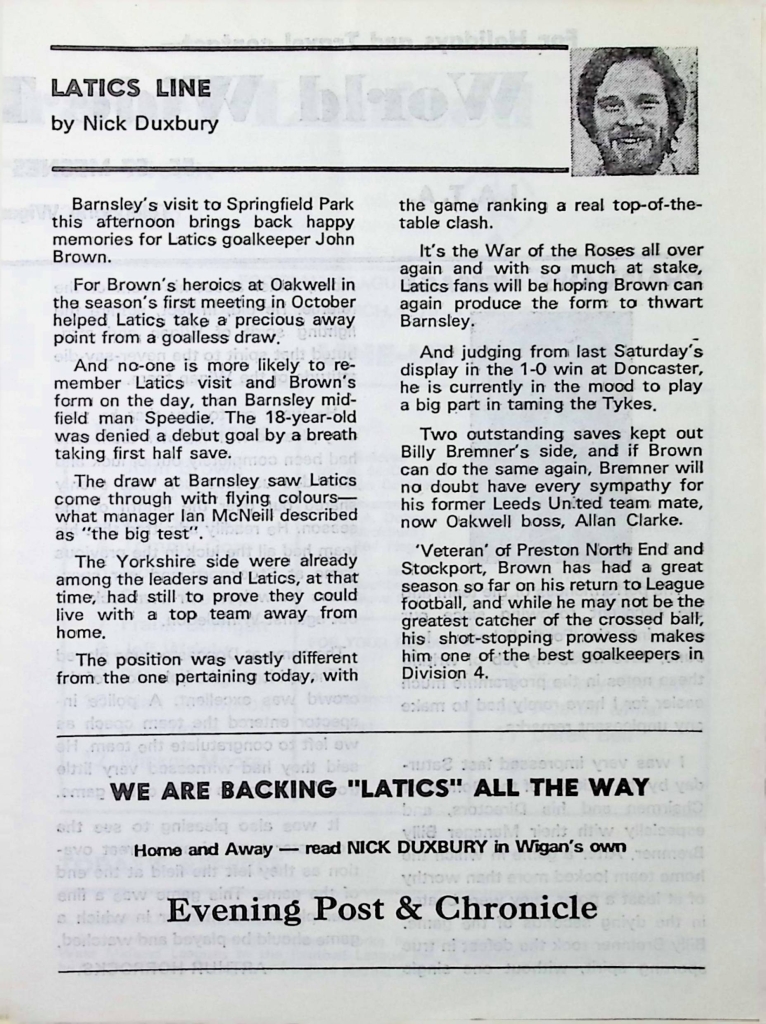 LATICS LINE
by Nick Duxbury
Barnsley's visit to Springfield Park
this afternoon brings back happy
memories for Latics goalkeeper John
Brown.
For Brown's heroics at Oakwell in
the season's first meeting in October
helped Latics take a precious away
point from a goalless draw.
And no-one is more likely to re-
member Latics visit and Brown's
form on the day, than Barnsley mid-
field man Speedie. The 18-year-old
was denied a debut goal by a breath
taking first half save.
The draw at Barnsley saw Latics
come through with flying colours—
what manager Ian McNeill described
as "the big test".
The Yorkshire side were already
among the leaders and Latics, at that
time, had still to prove they could
live with a top team away from
home.
The position was vastly different
from the one pertaining today, with
the game ranking a real top-of-the-
table clash.
It's the War of the Roses all over
again and with so much at stake,
Latics fans will be hoping Brown can
again produce the form to thwart
Barnsley.
And judging from last Saturday's
display in the 1-0 win at Doncaster,
he is currently in the mood to play
a big part in taming the Tykes.
Two outstanding saves kept out
Billy Bremner's side, and if Brown
can do the same again, Bremner will
no doubt have every sympathy for
his former Leeds United team mate,
now Oakwell boss, Allan Clarke.
'Veteran' of Preston North End and
Stockport, Brown has had a great
season so far on his return to League
football, and while he may not be the
greatest catcher of the crossed ball,
his shot-stopping prowess makes
him one of the best goalkeepers in
Division 4.
WE ARE BACKING "LATICS" ALL THE WAY
Home and Away — read NICK DUXBURY in Wigan's own
Evening Post & Chronicle